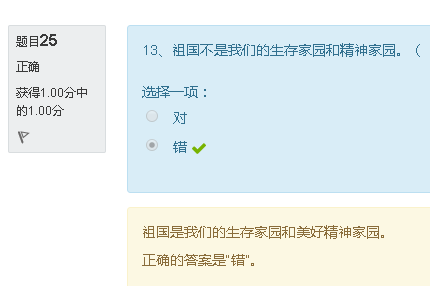 题目25
正确
获得1.00分中
的1.00分
13、祖国不是我们的生存家园和精神家园。（
选择一项：
对
错
祖国是我们的生存家园和美好精神家园。
正确的答案是“错”。